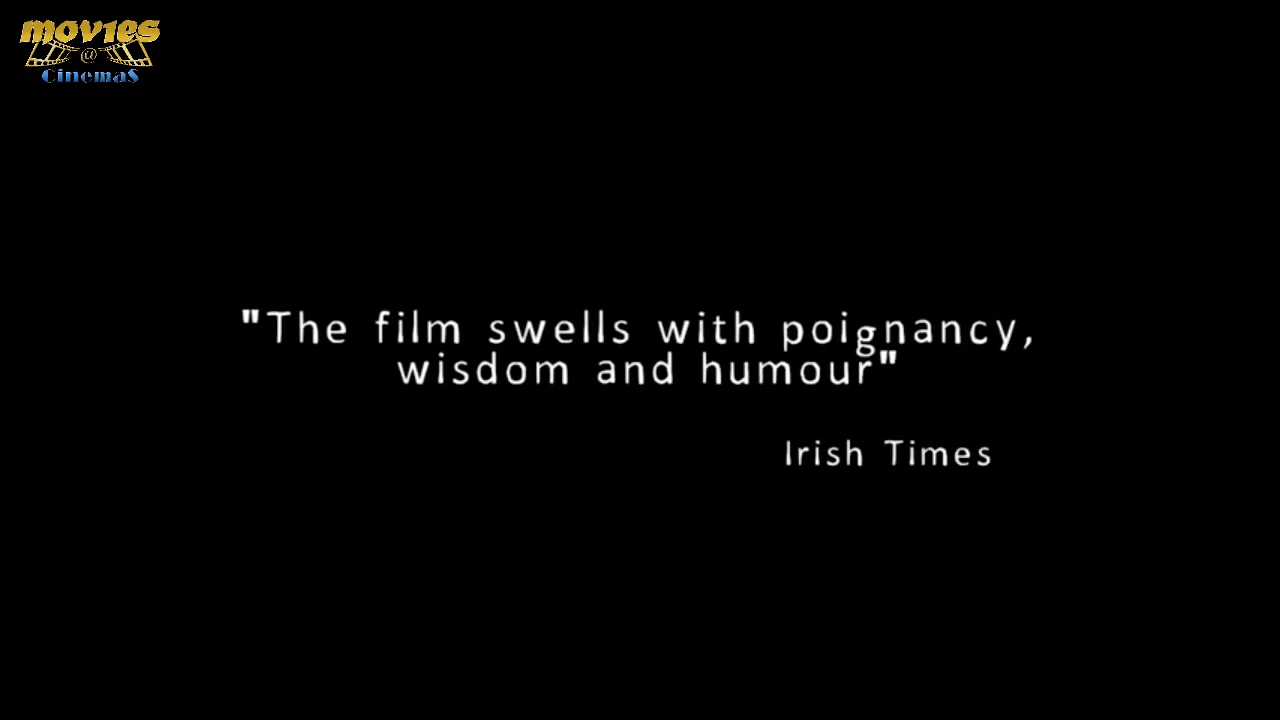 movies
@
CinemaS
"The film swells with poignancy,
wisdom and humour"
Irish Times